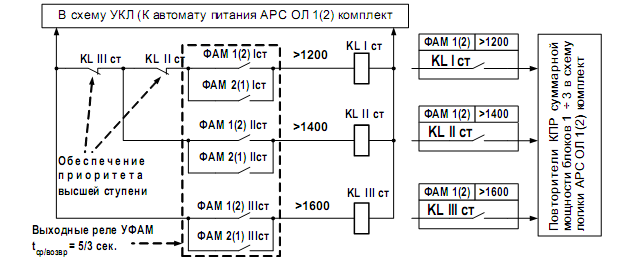 В схему УКЛ (К автомату питания АРС ОЛ 1(2) комплект
KL III ст
KL II ст
ФАМ 1(2) Iст
ФАМ 2(1) Iст
>1200
KL I ст
ФАМ 1(2) >1200
KL I ст
ФАМ 1(2) IIст
ФАМ 2(1) IIст
>1400
KL II ст
ФАМ 1(2) >1400
KL II ст
Обеспечение
приоритета
высшей ступени
ФАМ 1(2) IIIст
ФАМ 2(1) IIIст
>1600
KL III ст
ФАМ 1(2) >1600
KL III ст
Выходные реле УФАМ
tср/возвр = 5/3 сек.
Повторители КПР суммарной
мощности блоков 1 ÷ 3 в схему
логики АРС ОЛ 1(2) комплект